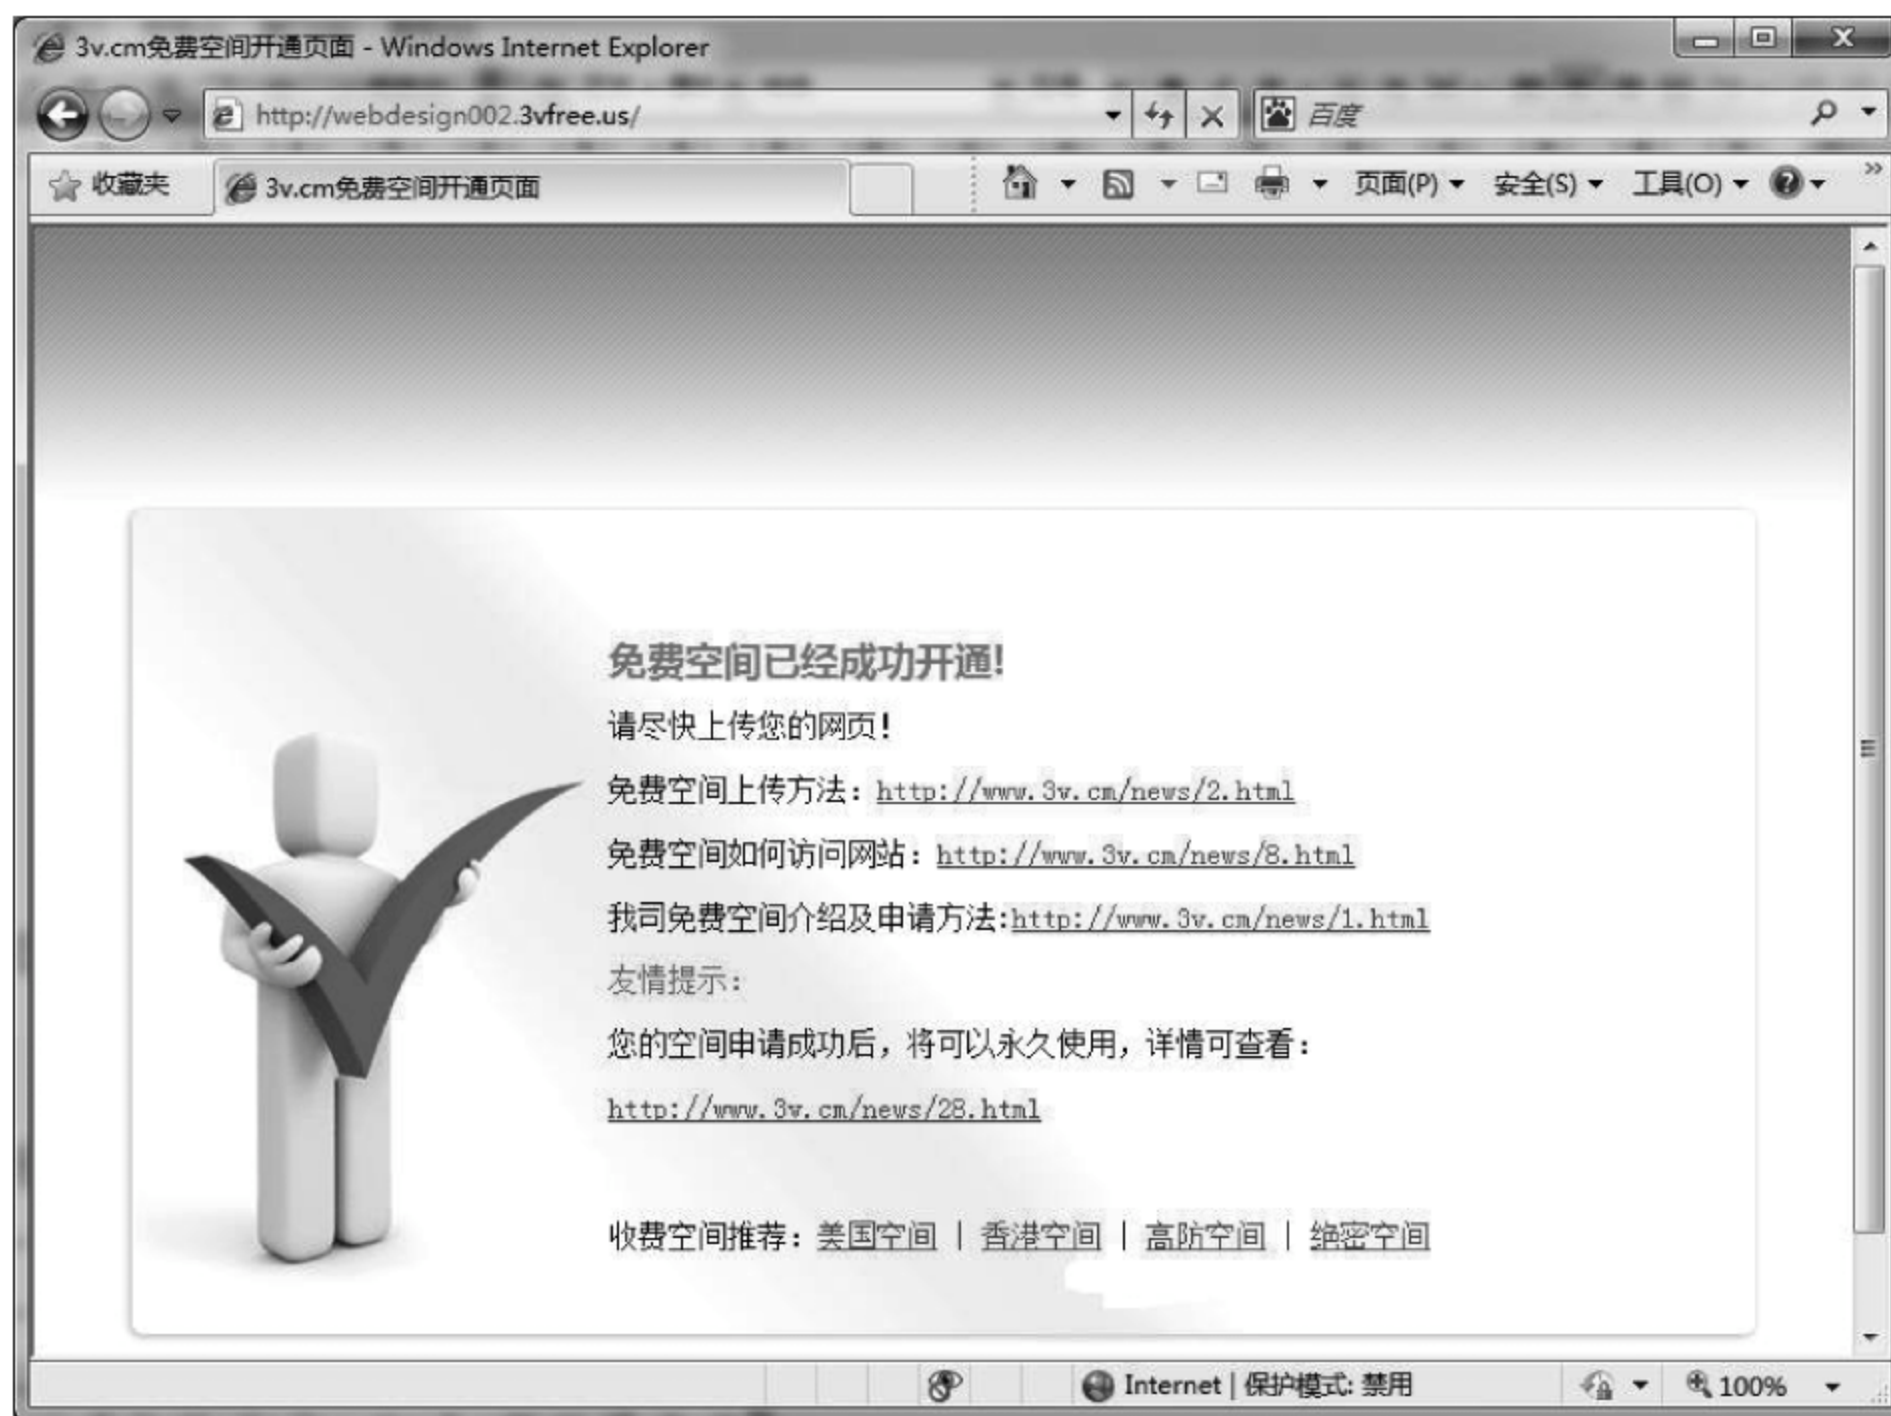 3v.cm免费空间开通页面 - Windows Internet Explorer
http://webdesign002.3vfree.us/
百度
收藏夹
3v.cm免费空间开通页面
页面(P)
安全(S)
工具(O)
免费空间已经成功开通!
请尽快上传您的网页!
免费空间上传方法：http://www.3v.cm/news/2.html
免费空间如何访问网站：http://www.3v.cm/news/8.html
我司免费空间介绍及申请方法:http://www.3v.cm/news/1.html
友情提示：
您的空间申请成功后，将可以永久使用，详情可查看：
http://www.3v.cm/news/28.html
收费空间推荐：美国空间 | 香港空间 | 高防空间 | 绝密空间
Internet | 保护模式: 禁用
100%